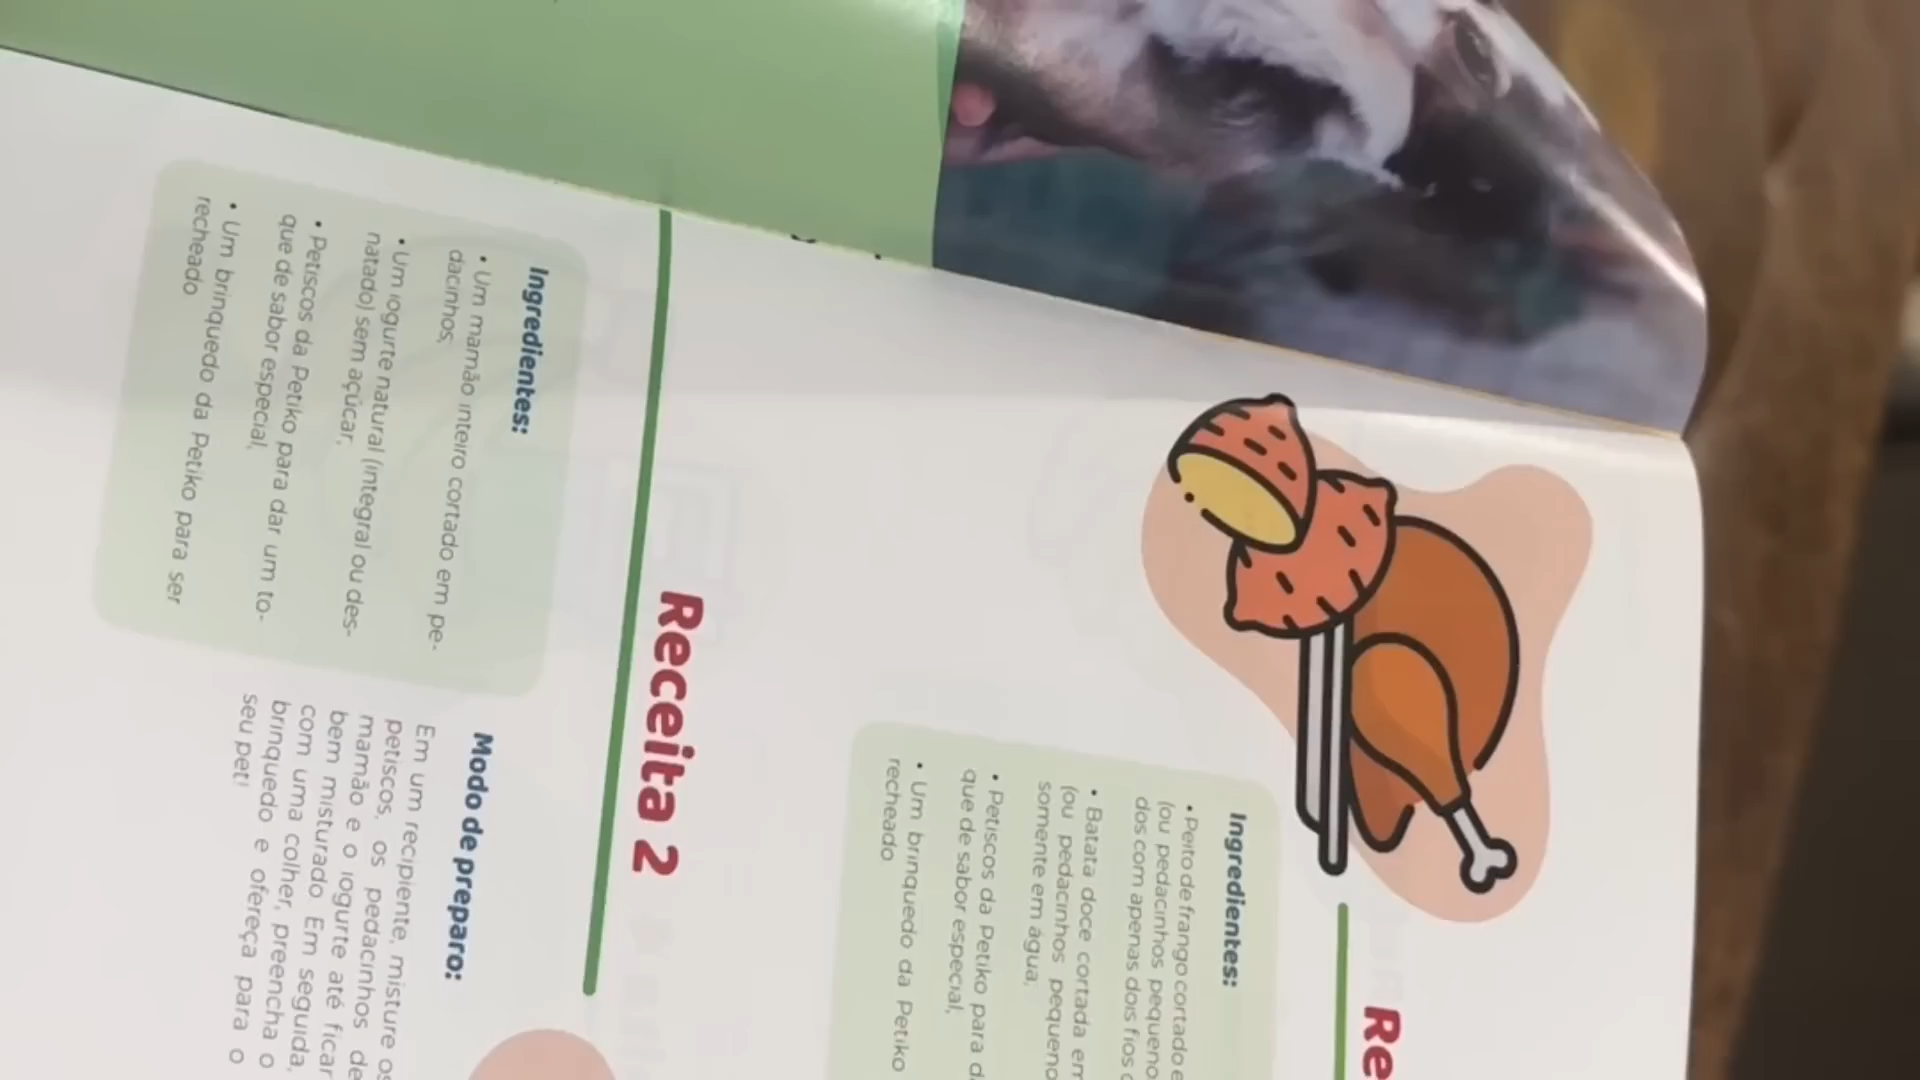 Re
Ingredientes:
• Peito de frango cortado e
(ou pedacinhos pequeno
dos com apenas dois fios
• Batata doce cortada em
(ou pedacinhos pequeno
somente em água,
• Petiscos da Petiko para d
que de sabor especial,
• Um brinquedo da Petiko
recheado
Receita 2
Ingredientes:
• Um mamão inteiro cortado em pe-
dacinhos,
• Um iogurte natural (integral ou des-
natado) sem açúcar,
• Petiscos da Petiko para dar um to-
que de sabor especial,
• Um brinquedo da Petiko para ser
recheado
Modo de preparo:
Em um recipiente, misture os
petiscos, os pedacinhos de
mamão e o iogurte até ficar
bem misturado Em seguida,
com uma colher, preencha o
brinquedo e ofereça para o
seu pet!